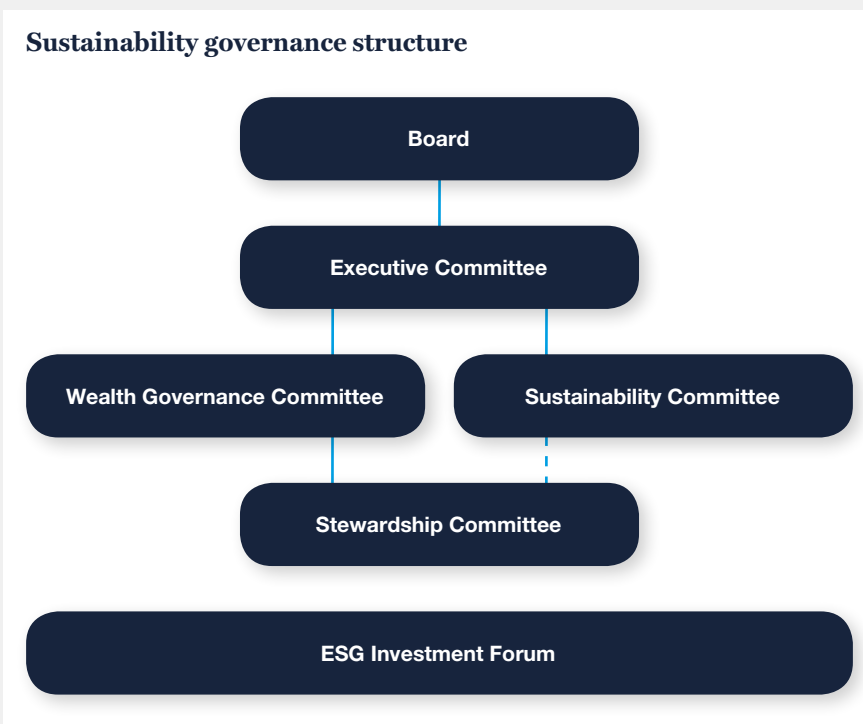 Sustainability governance structure
Board
Executive Committee
Wealth Governance Committee
Sustainability Committee
Stewardship Committee
ESG Investment Forum